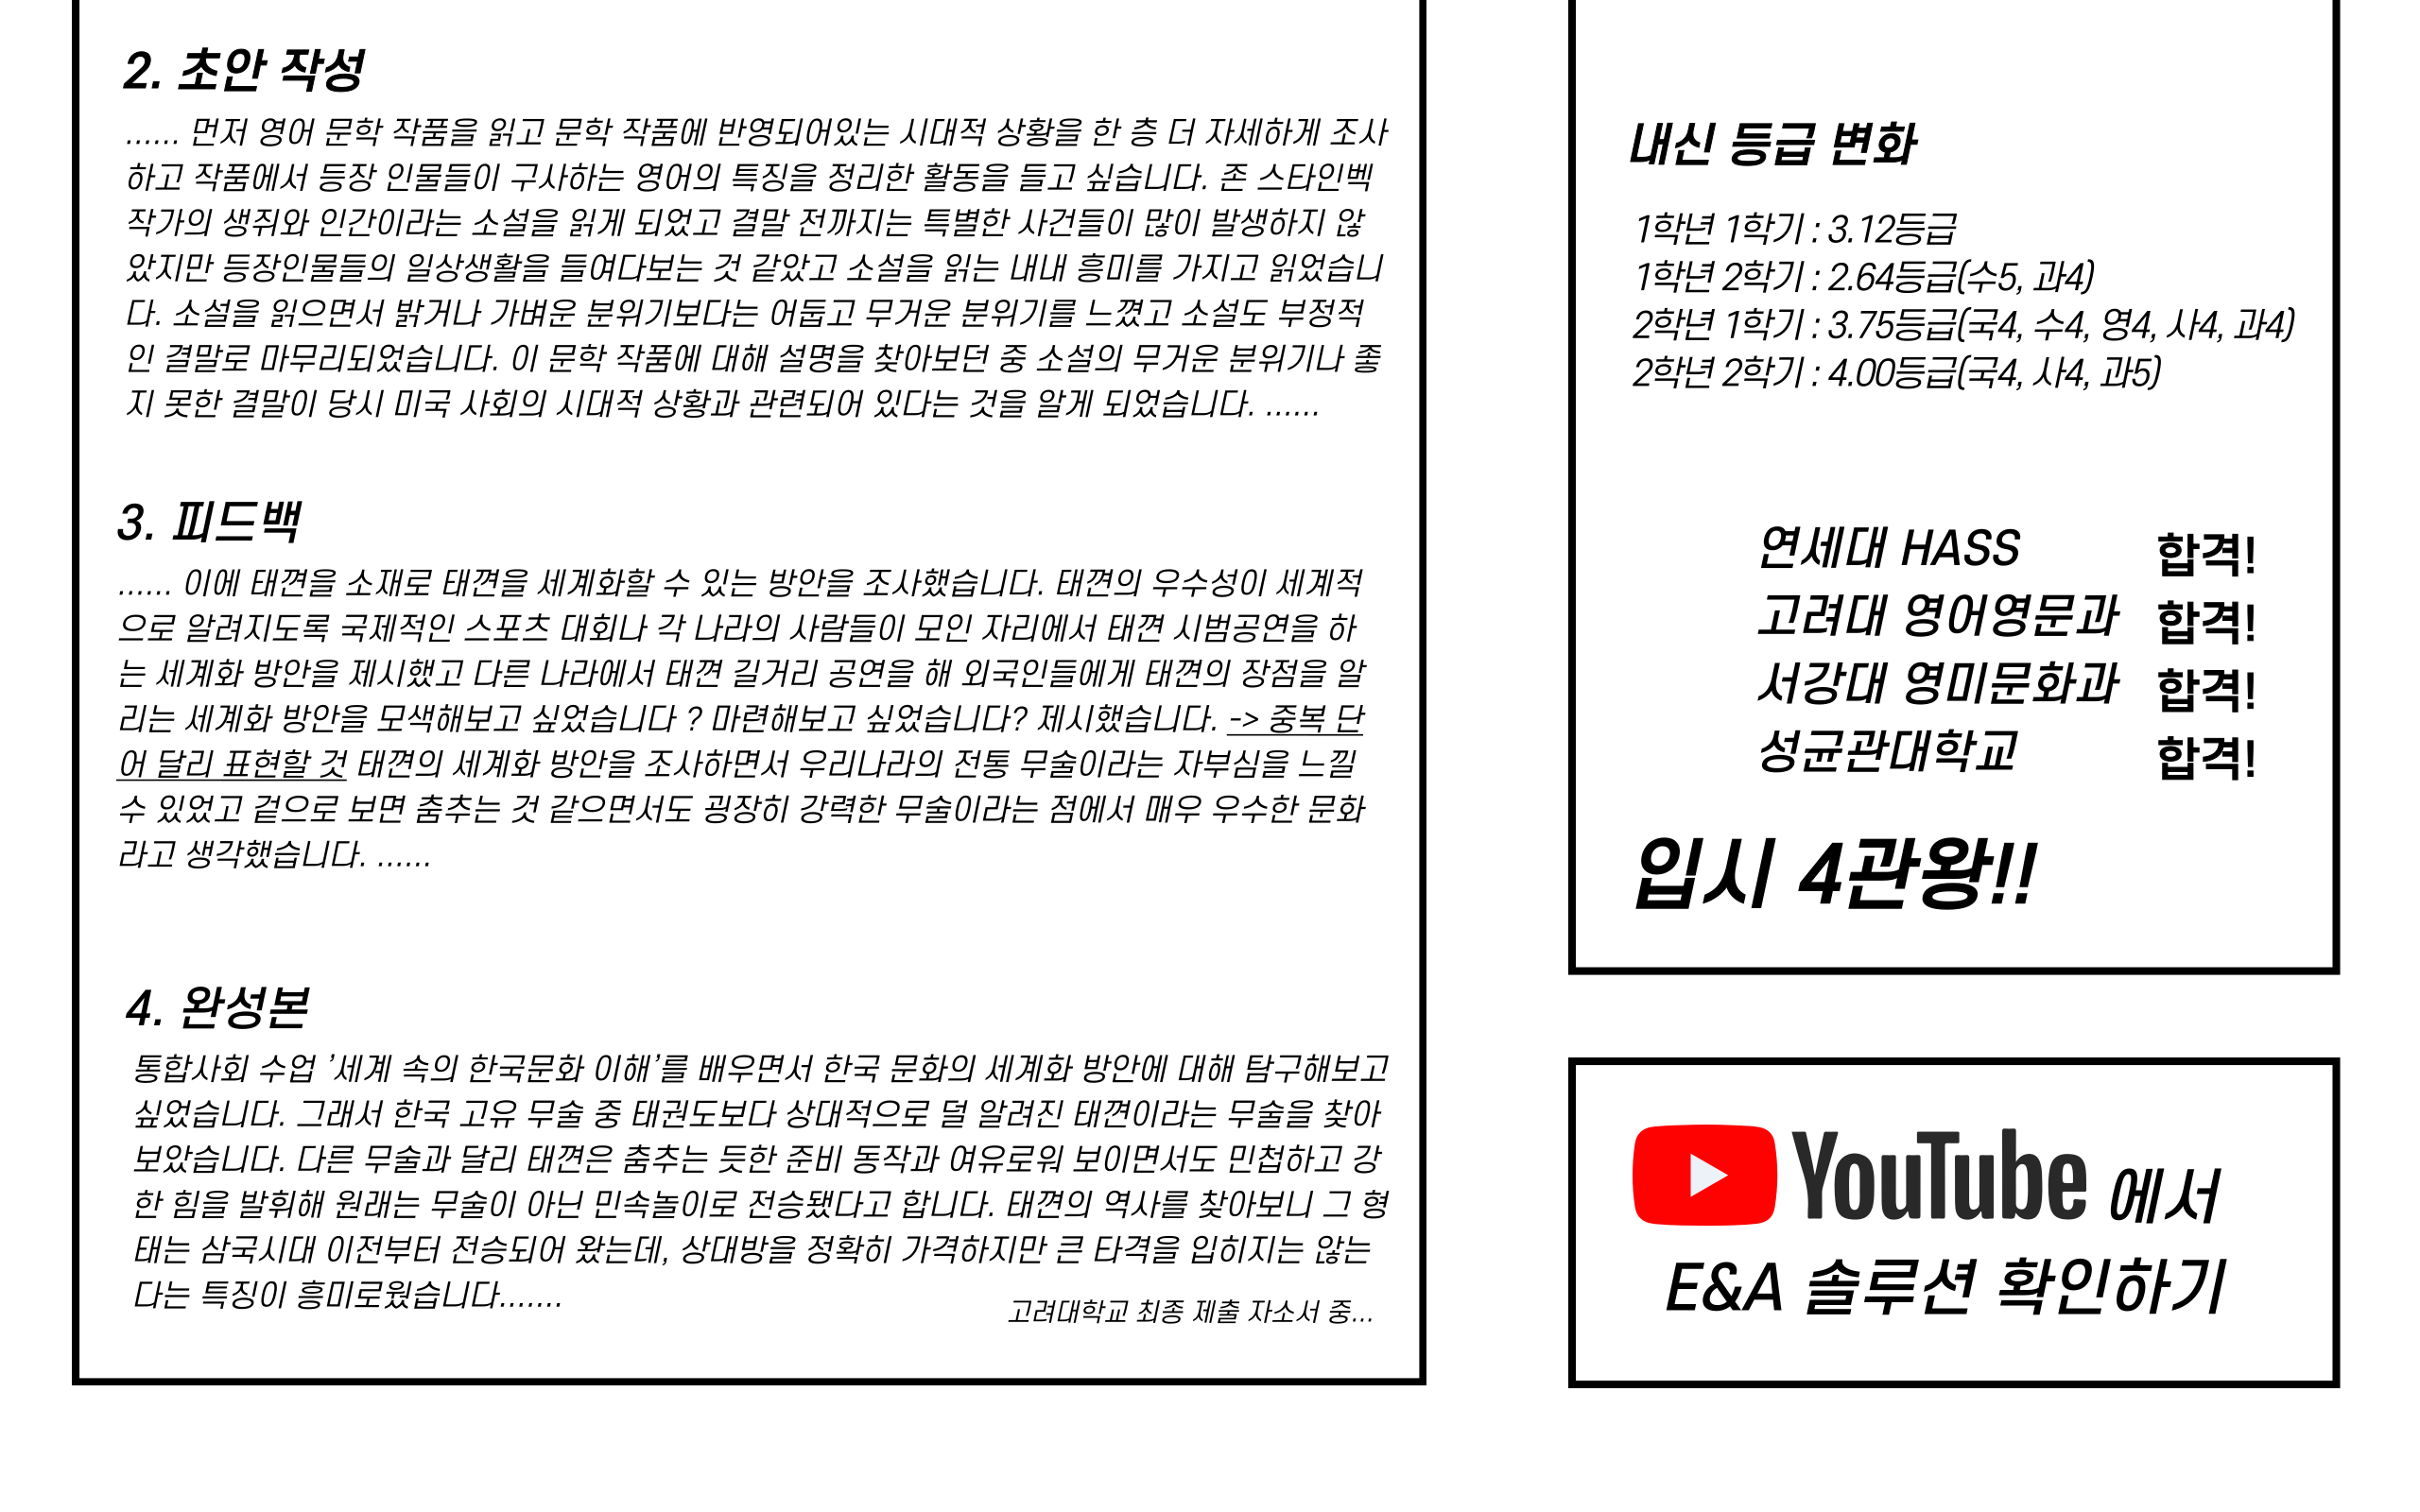 2. 초안 작성
...... 먼저 영어 문학 작품을 읽고 문학 작품에 반영되어있는 시대적 상황을 한 층 더 자세하게 조사
하고 작품에서 등장 인물들이 구사하는 영어의 특징을 정리한 활동을 들고 싶습니다. 존 스타인벡
작가의 생쥐와 인간이라는 소설을 읽게 되었고 결말 전까지는 특별한 사건들이 많이 발생하지 않
았지만 등장인물들의 일상생활을 들여다보는 것 같았고 소설을 읽는 내내 흥미를 가지고 읽었습니
다. 소설을 읽으면서 밝거나 가벼운 분위기보다는 어둡고 무거운 분위기를 느꼈고 소설도 부정적
인 결말로 마무리되었습니다. 이 문학 작품에 대해 설명을 찾아보던 중 소설의 무거운 분위기나 좋
지 못한 결말이 당시 미국 사회의 시대적 상황과 관련되어 있다는 것을 알게 되었습니다. ......
3. 피드백
...... 이에 태껸을 소재로 태껸을 세계화할 수 있는 방안을 조사했습니다. 태껸의 우수성이 세계적
으로 알려지도록 국제적인 스포츠 대회나 각 나라의 사람들이 모인 자리에서 태껸 시범공연을 하
는 세계화 방안을 제시했고 다른 나라에서 태껸 길거리 공연을 해 외국인들에게 태껸의 장점을 알
리는 세계화 방안을 모색해보고 싶었습니다 ? 마련해보고 싶었습니다? 제시했습니다. -> 중복 단
어 달리 표현할 것 태껸의 세계화 방안을 조사하면서 우리나라의 전통 무술이라는 자부심을 느낄
수 있었고 겉으로 보면 춤추는 것 같으면서도 굉장히 강력한 무술이라는 점에서 매우 우수한 문화
라고 생각했습니다. ......
4. 완성본
통합사회 수업 '세계 속의 한국문화 이해'를 배우면서 한국 문화의 세계화 방안에 대해 탐구해보고
싶었습니다. 그래서 한국 고유 무술 중 태권도보다 상대적으로 덜 알려진 태껸이라는 무술을 찾아
보았습니다. 다른 무술과 달리 태껸은 춤추는 듯한 준비 동작과 여유로워 보이면서도 민첩하고 강
한 힘을 발휘해 원래는 무술이 아닌 민속놀이로 전승됐다고 합니다. 태껸의 역사를 찾아보니 그 형
태는 삼국시대 이전부터 전승되어 왔는데, 상대방을 정확히 가격하지만 큰 타격을 입히지는 않는
다는 특징이 흥미로웠습니다.......
고려대학교 최종 제출 자소서 중...
내신 등급 변화
1학년 1학기 : 3.12등급
1학년 2학기 : 2.64등급(수5, 과4)
2학년 1학기 : 3.75등급(국4, 수4, 영4, 사4, 과4)
2학년 2학기 : 4.00등급(국4, 사4, 과5)
연세대 HASS 합격!
고려대 영어영문과 합격!
서강대 영미문화과 합격!
성균관대학교 합격!
입시 4관왕!!
YouTube 에서
E&A 솔루션 확인하기